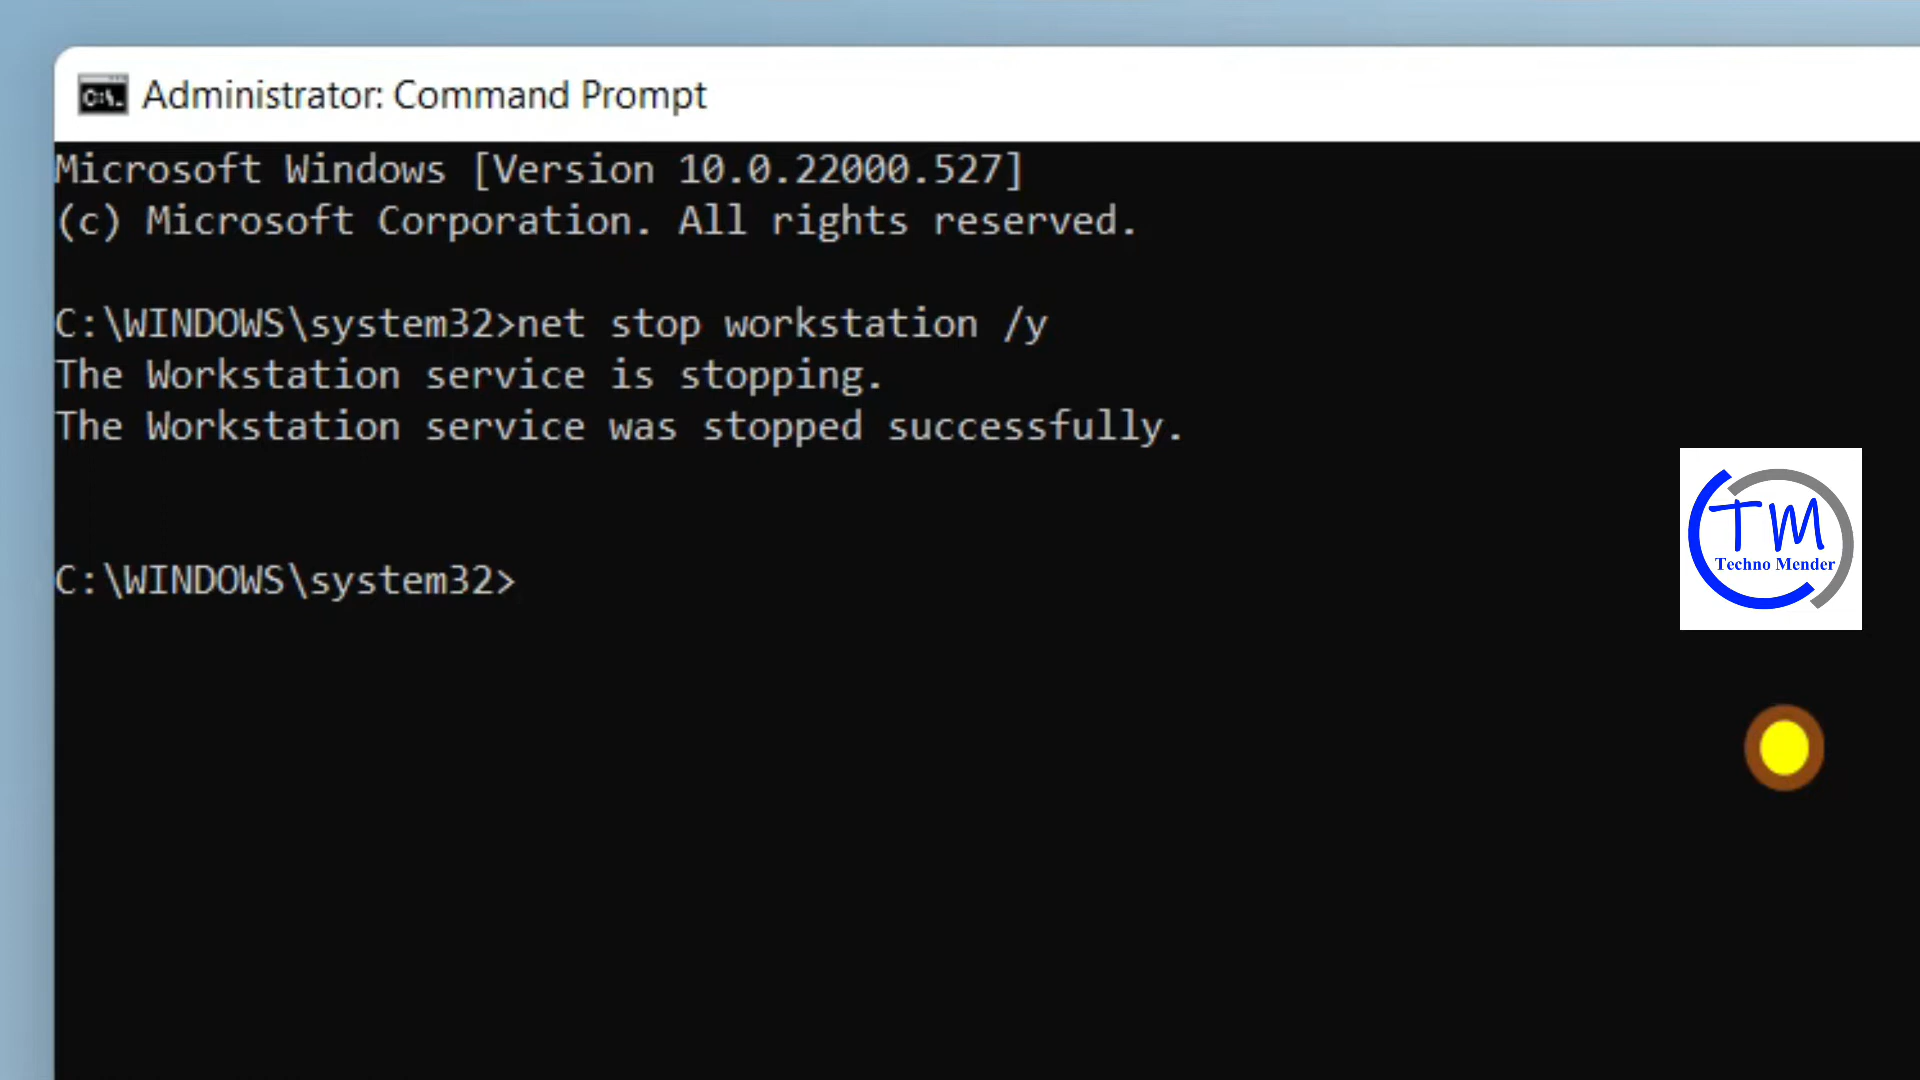 Administrator: Command Prompt
Microsoft Windows [Version 10.0.22000.527]
(c) Microsoft Corporation. All rights reserved.
C:\WINDOWS\system32>net stop workstation /y
The Workstation service is stopping.
The Workstation service was stopped successfully.
C:\WINDOWS\system32>
TM
Techno Mender